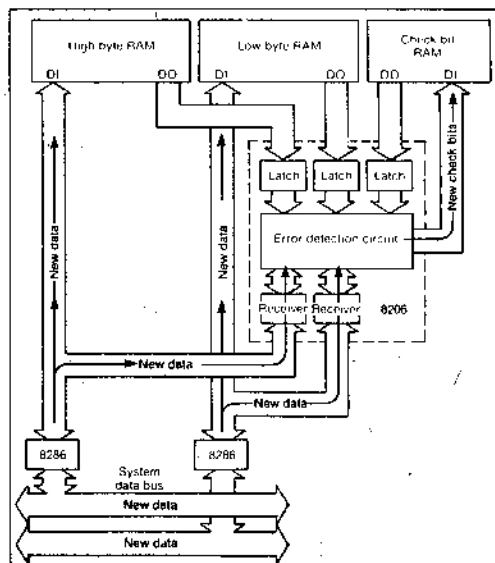 High byte RAM
Low byte RAM
Check bit
RAM
DI
DO
DI
DO
DO
DI
Latch
Latch
Latch
New check bits
Error detection circuit
New data
New data
Receiver
Receiver
8206
New data
New data
8286
8286
System
data bus
New data
New data